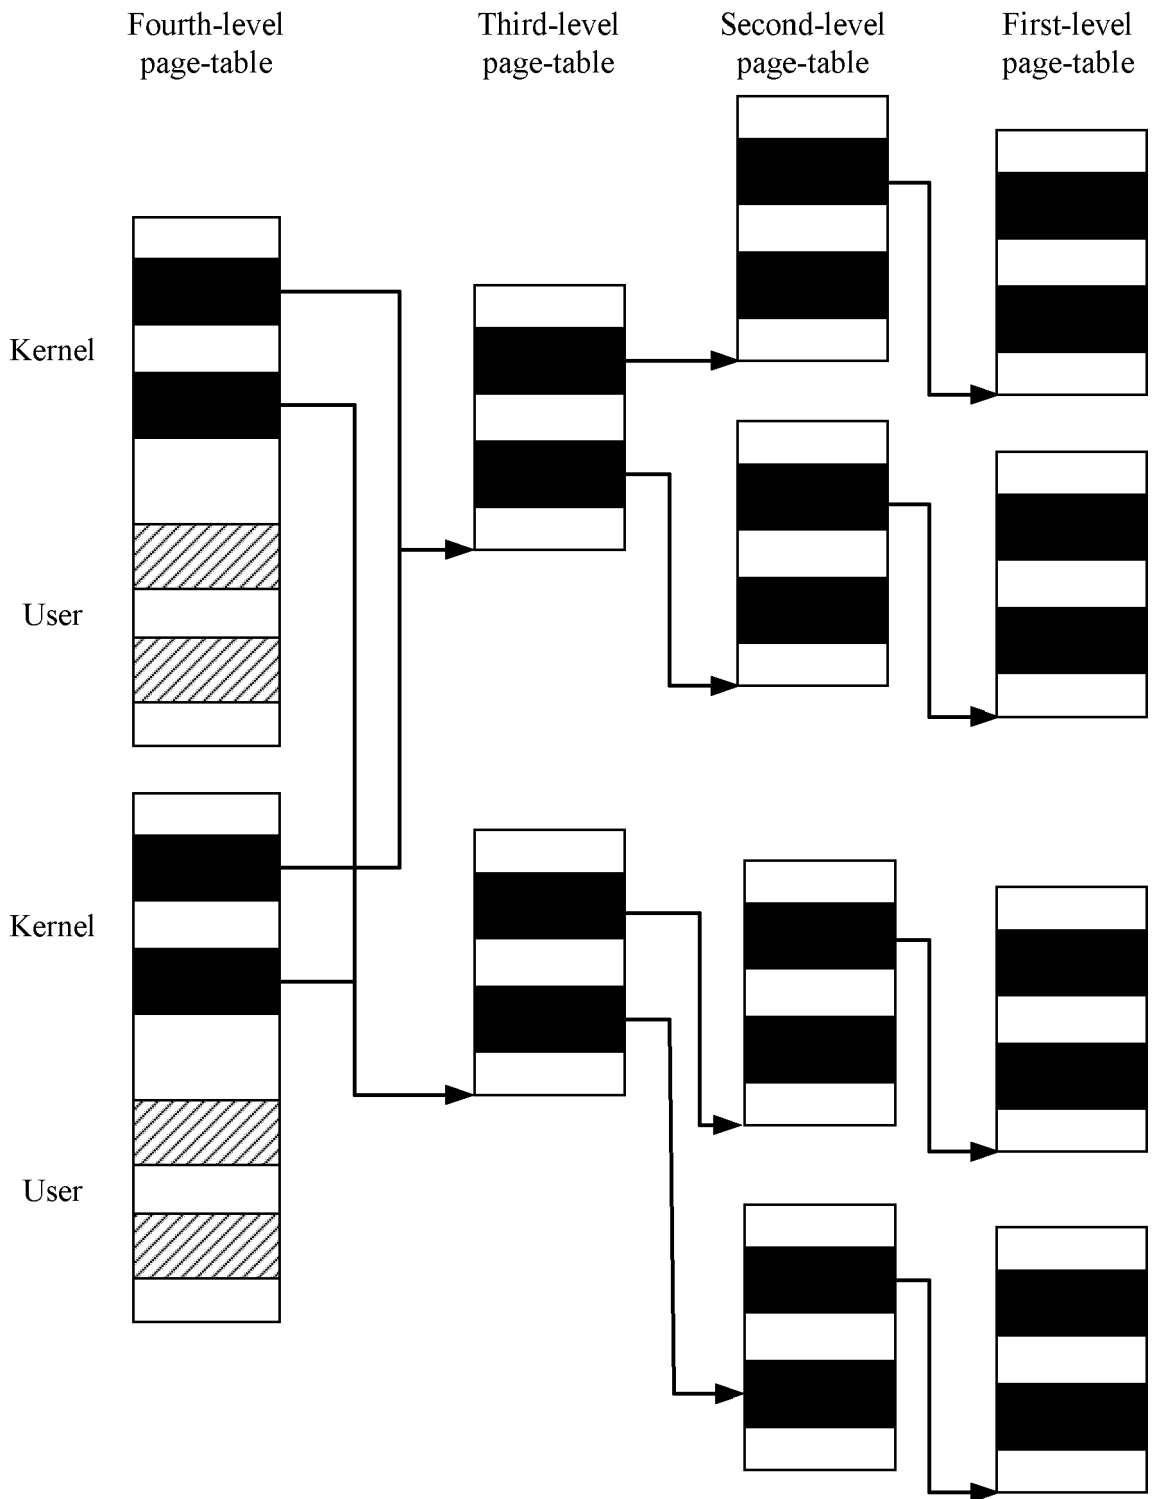 Fourth-level
page-table
Third-level
page-table
Second-level
page-table
First-level
page-table
Kernel
User
Kernel
User